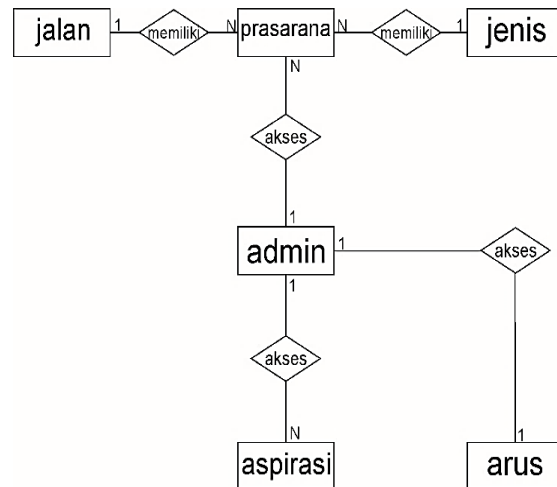 jalan 1 memiliki N prasarana N memiliki 1 jenis
N
akses
1
admin 1
akses
1
akses
N
1
aspirasi
arus